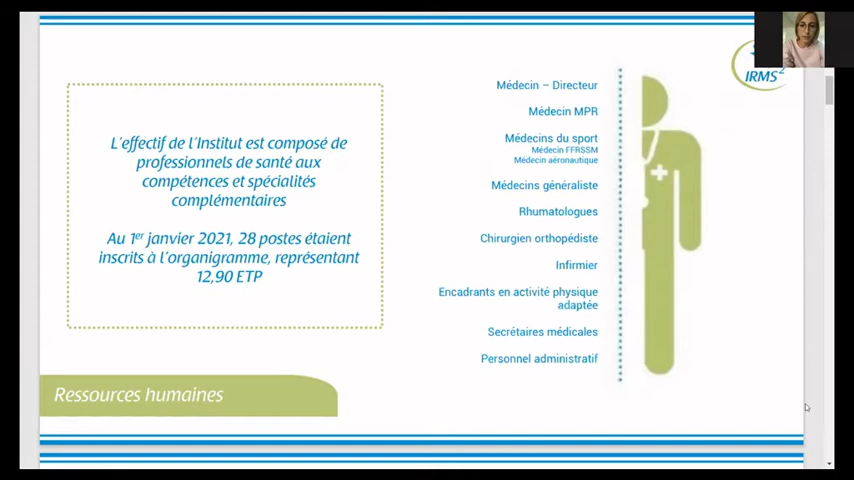 IRMS²
L'effectif de l'Institut est composé de
professionnels de santé aux
compétences et spécialités
complémentaires
Au 1er janvier 2021, 28 postes étaient
inscrits à l'organigramme, représentant
12,90 ETP
Médecin – Directeur
Médecin MPR
Médecins du sport
Médecin FFRSSM
Médecin aéronautique
Médecins généraliste
Rhumatologues
Chirurgien orthopédiste
Infirmier
Encadrants en activité physique
adaptée
Secrétaires médicales
Personnel administratif
Ressources humaines